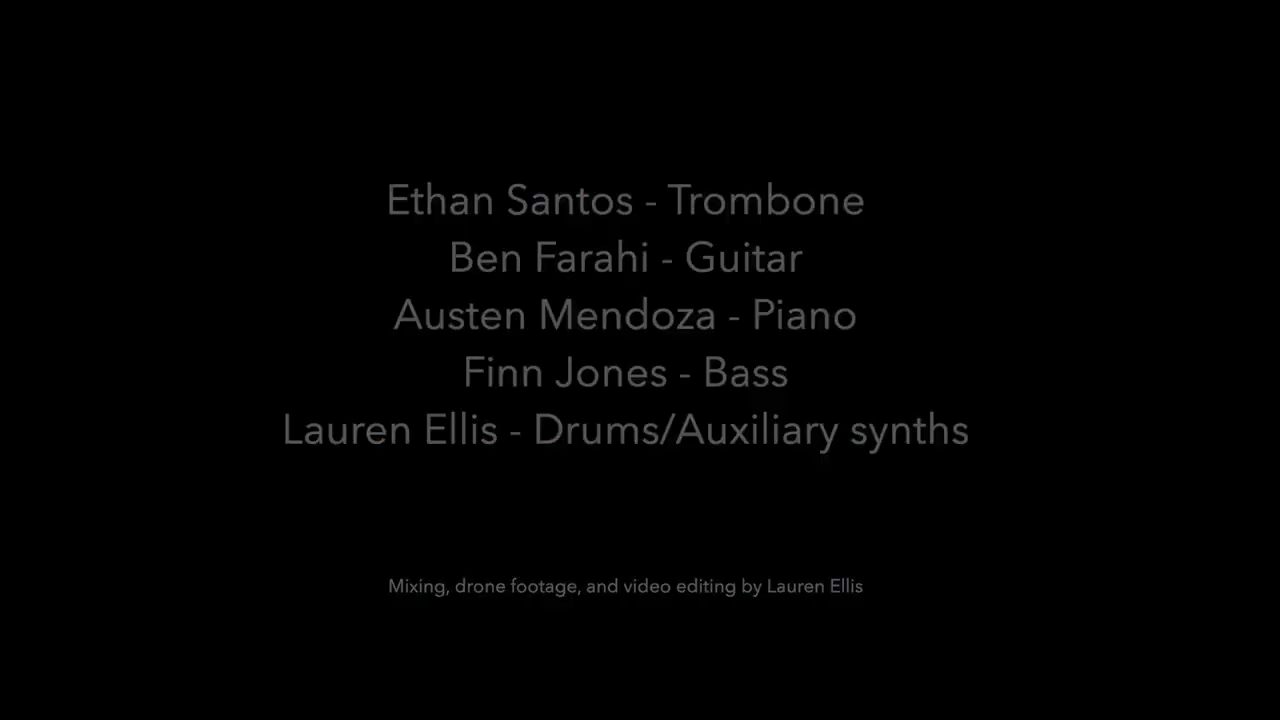 Ethan Santos - Trombone
Ben Farahi - Guitar
Austen Mendoza - Piano
Finn Jones - Bass
Lauren Ellis - Drums/Auxiliary synths
Mixing, drone footage, and video editing by Lauren Ellis